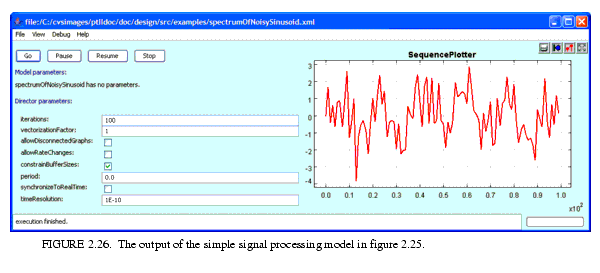 file:/C:/cvsimages/ptIIdoc/doc/design/src/examples/spectrumOfNoisySinusoid.xml
File View Debug Help
Go Pause Resume Stop
Model parameters:
spectrumOfNoisySinusoid has no parameters.
Director parameters:
iterations: 100
vectorizationFactor: 1
allowDisconnectedGraphs:
allowRateChanges:
constrainBufferSizes:
period: 0.0
synchronizeToRealTime:
timeResolution: 1E-10
SequencePlotter
3
2
1
0
-1
-2
-3
-4
0.0 0.1 0.2 0.3 0.4 0.5 0.6 0.7 0.8 0.9 1.0
x10^2
execution finished.
FIGURE 2.26. The output of the simple signal processing model in figure 2.25.